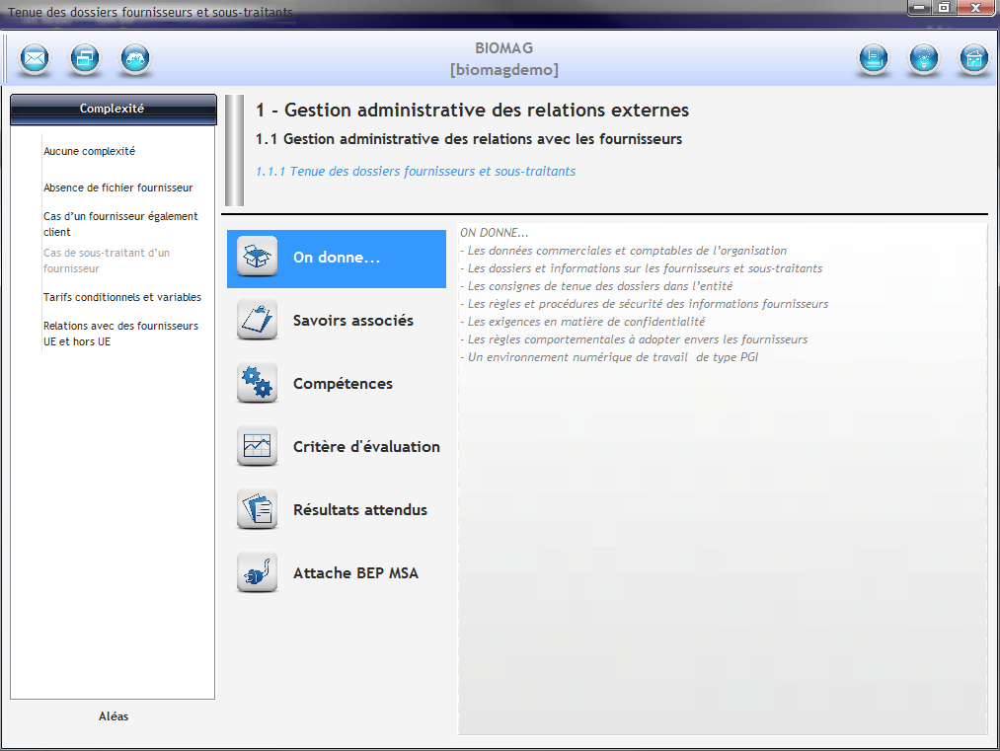 Tenue des dossiers fournisseurs et sous-traitants
BIOMAG
[biomagdemo]
Complexité
Aucune complexité
Absence de fichier fournisseur
Cas d'un fournisseur également
client
Cas de sous-traitant d'un
fournisseur
Tarifs conditionnels et variables
Relations avec des fournisseurs
UE et hors UE
Aléas
1 - Gestion administrative des relations externes
1.1 Gestion administrative des relations avec les fournisseurs
1.1.1 Tenue des dossiers fournisseurs et sous-traitants
On donne...
Savoirs associés
Compétences
Critère d'évaluation
Résultats attendus
Attache BEP MSA
ON DONNE...
- Les données commerciales et comptables de l'organisation
- Les dossiers et informations sur les fournisseurs et sous-traitants
- Les consignes de tenue des dossiers dans l'entité
- Les règles et procédures de sécurité des informations fournisseurs
- Les exigences en matière de confidentialité
- Les règles comportementales à adopter envers les fournisseurs
- Un environnement numérique de travail  de type PGI